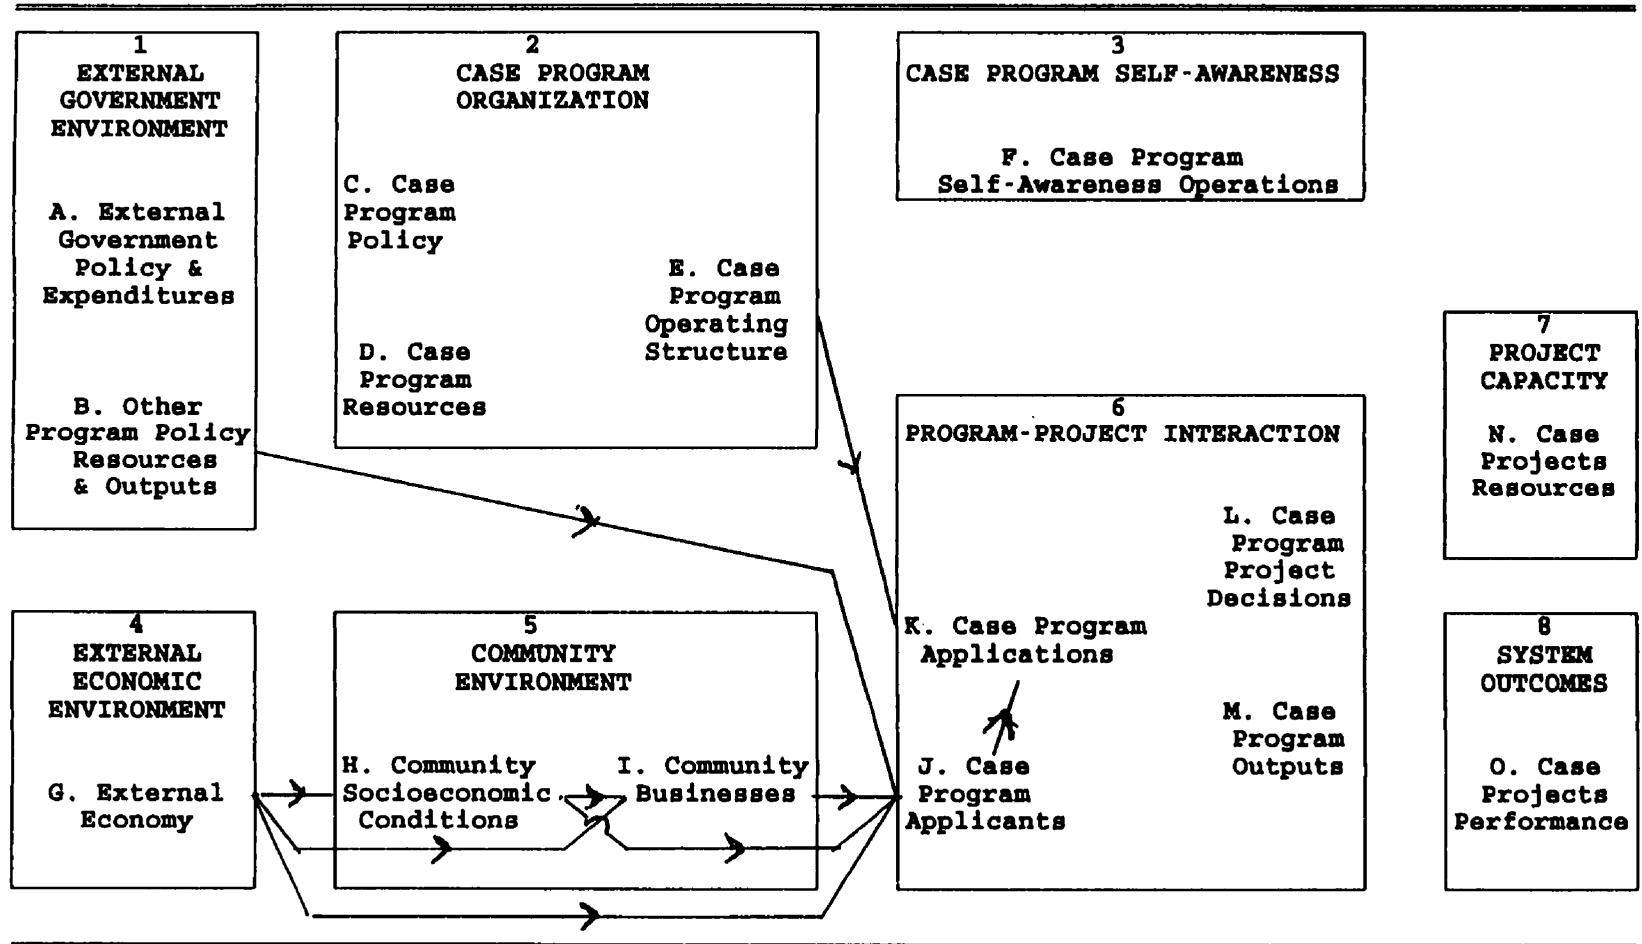 1
EXTERNAL
GOVERNMENT
ENVIRONMENT
A. External
Government
Policy &
Expenditures
B. Other
Program Policy
Resources
& Outputs
2
CASE PROGRAM
ORGANIZATION
C. Case
Program
Policy
D. Case
Program
Resources
E. Case
Program
Operating
Structure
3
CASE PROGRAM SELF-AWARENESS
F. Case Program
Self-Awareness Operations
4
EXTERNAL
ECONOMIC
ENVIRONMENT
G. External
Economy
5
COMMUNITY
ENVIRONMENT
H. Community
Socioeconomic
Conditions
I. Community
Businesses
6
PROGRAM-PROJECT INTERACTION
L. Case
Program
Project
Decisions
K. Case Program
Applications
M. Case
Program
Outputs
J. Case
Program
Applicants
7
PROJECT
CAPACITY
N. Case
Projects
Resources
8
SYSTEM
OUTCOMES
O. Case
Projects
Performance